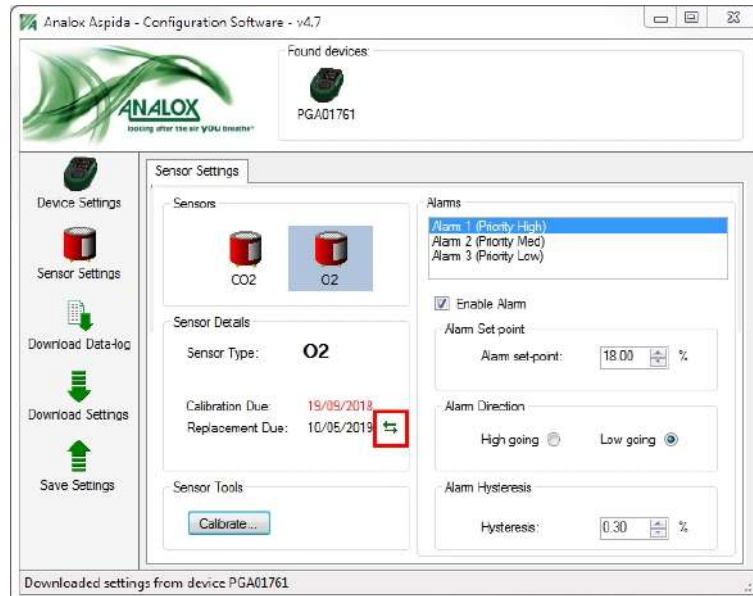 Analox Aspida - Configuration Software - v4.7
Found devices:
PGA01761
ANALOX
looking after the air YOU breathe
Device Settings
Sensor Settings
Download Data-log
Download Settings
Save Settings
Sensor Settings
Sensors
CO2
O2
Sensor Details
Sensor Type: O2
Calibration Due: 19/09/2018
Replacement Due: 10/05/2019
Sensor Tools
Calibrate...
Alarms
Alarm 1 (Priority High)
Alarm 2 (Priority Med)
Alarm 3 (Priority Low)
Enable Alarm
Alarm Set-point
Alarm set-point: 18.00 %
Alarm Direction
High going
Low going
Alarm Hysteresis
Hysteresis: 0.30 %
Downloaded settings from device PGA01761